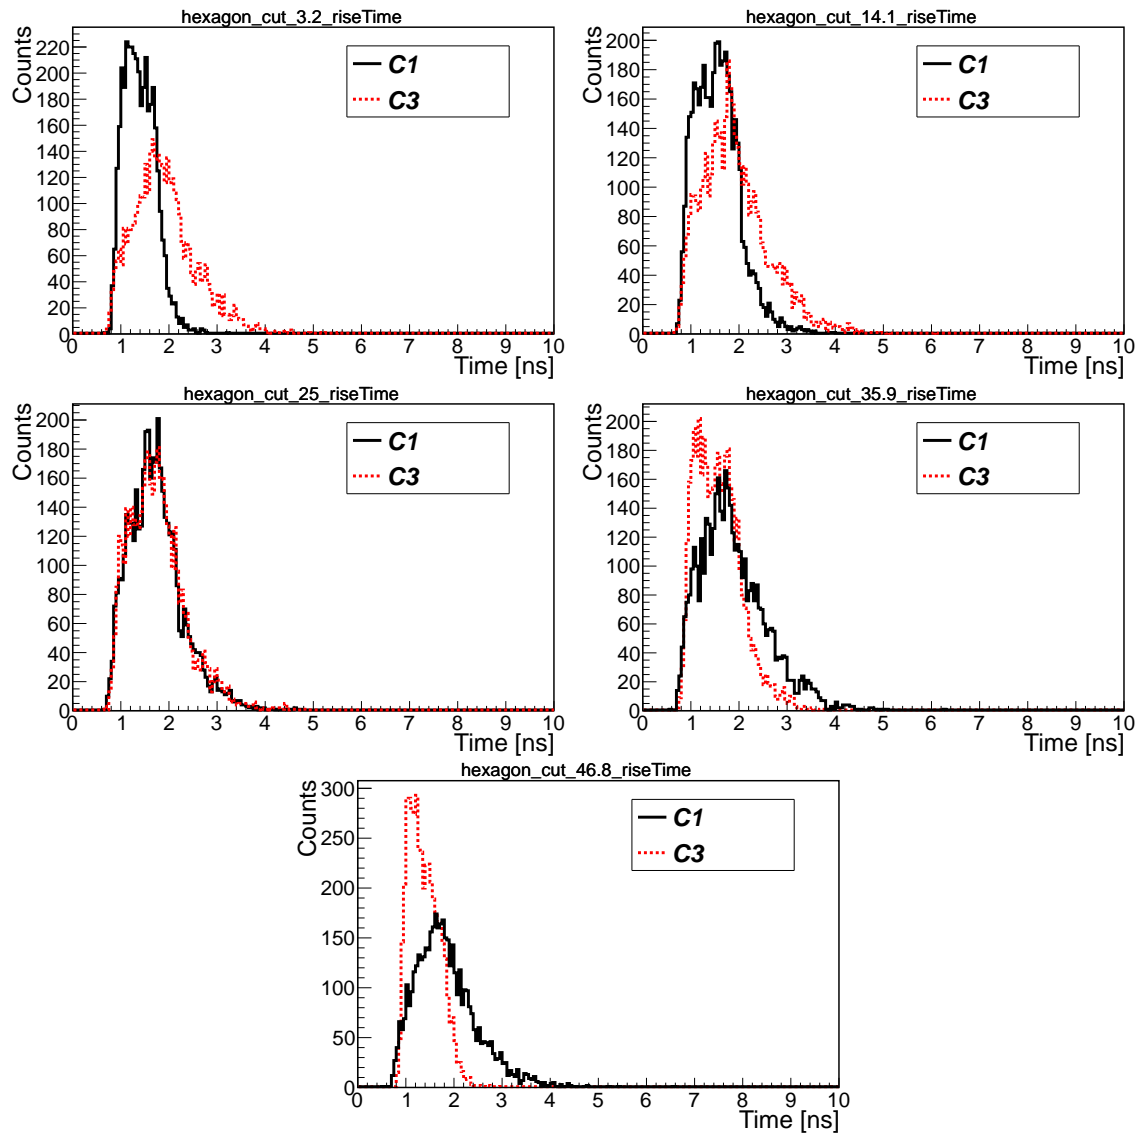 hexagon_cut_3.2_riseTime
Counts
220
200
180
160
140
120
100
80
60
40
20
0
C1
C3
0 1 2 3 4 5 6 7 8 9 10
Time [ns]
hexagon_cut_14.1_riseTime
Counts
200
180
160
140
120
100
80
60
40
20
0
C1
C3
0 1 2 3 4 5 6 7 8 9 10
Time [ns]
hexagon_cut_25_riseTime
Counts
200
180
160
140
120
100
80
60
40
20
0
C1
C3
0 1 2 3 4 5 6 7 8 9 10
Time [ns]
hexagon_cut_35.9_riseTime
Counts
200
180
160
140
120
100
80
60
40
20
0
C1
C3
0 1 2 3 4 5 6 7 8 9 10
Time [ns]
hexagon_cut_46.8_riseTime
Counts
300
250
200
150
100
50
0
C1
C3
0 1 2 3 4 5 6 7 8 9 10
Time [ns]